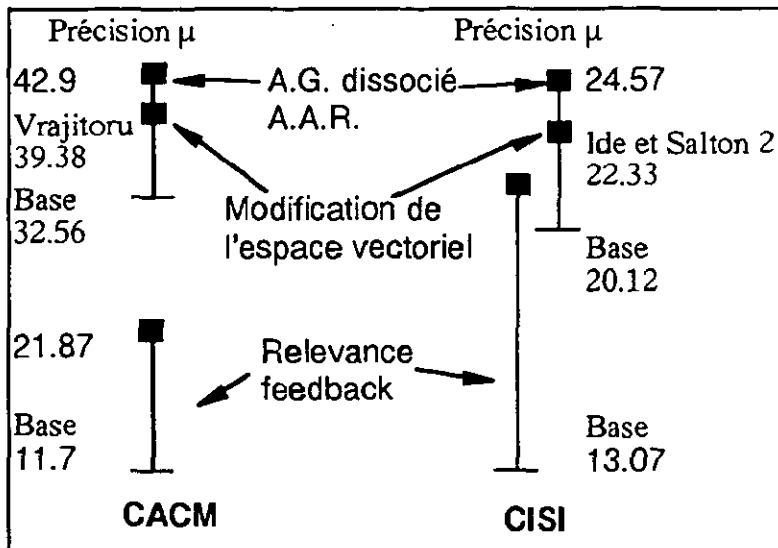 Précision μ
Précision μ
42.9
A.G. dissocié
24.57
A.A.R.
Vrajitoru
39.38
Ide et Salton 2
22.33
Base
32.56
Modification de
l'espace vectoriel
Base
20.12
21.87
Relevance
feedback
Base
11.7
Base
13.07
CACM
CISI